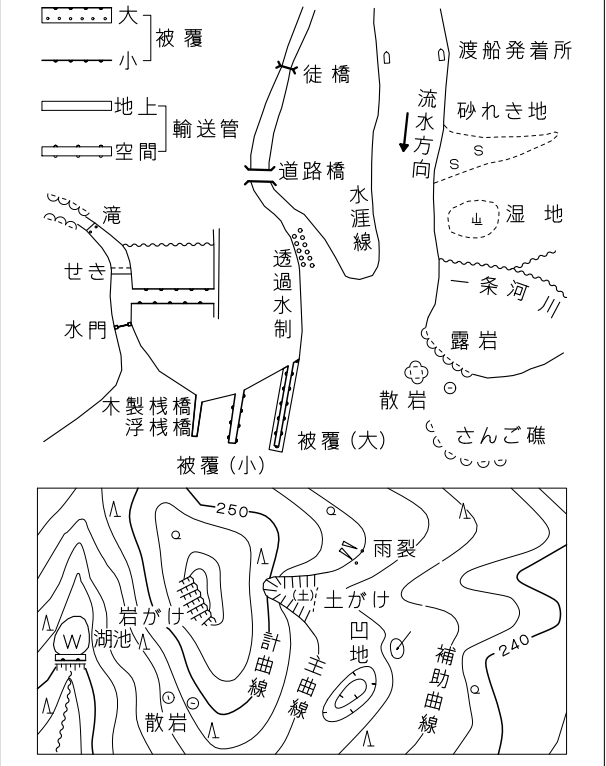 大
小
被覆
地上
空間
輸送管
徒橋
渡船発着所
流水方向
砂れき地
S
S
道路橋
水涯線
滝
湿地
せき
透過水制
一条河川
水門
露岩
散岩
木製桟橋
浮桟橋
さんご礁
被覆(大)
被覆(小)
250
雨裂
(土)
土がけ
岩がけ
凹地
W
湖池
計曲線
主曲線
補助曲線
240
散岩